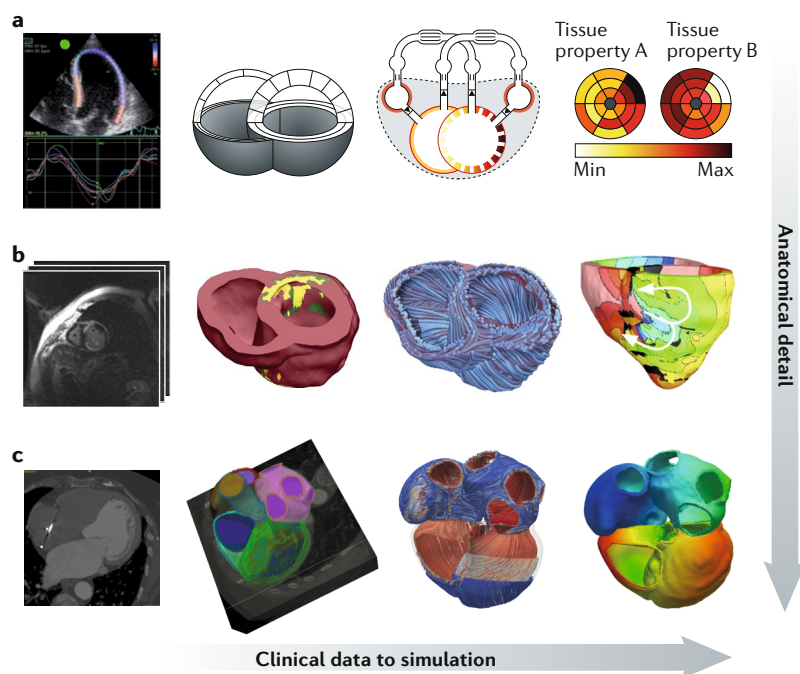 a
Tissue
property A
Tissue
property B
Min
Max
b
Anatomical detail
c
Clinical data to simulation